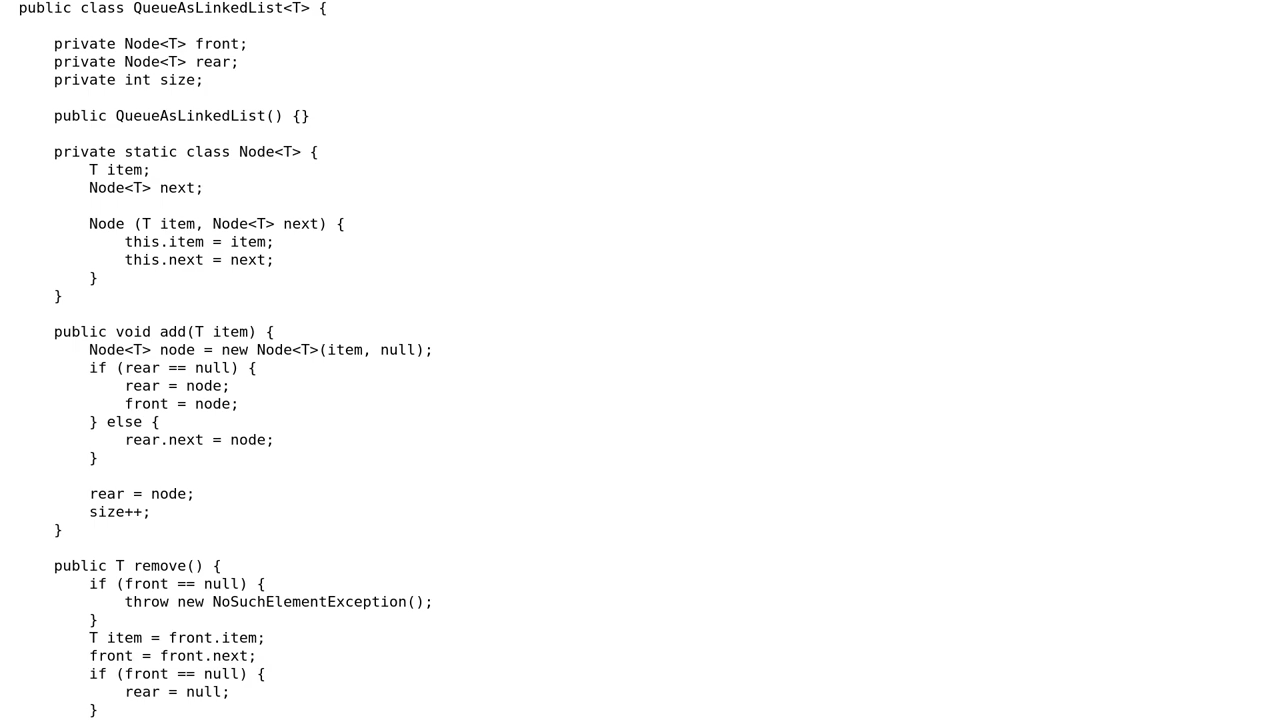 public class QueueAsLinkedList<T> {

    private Node<T> front;
    private Node<T> rear;
    private int size;

    public QueueAsLinkedList() {}

    private static class Node<T> {
        T item;
        Node<T> next;

        Node (T item, Node<T> next) {
            this.item = item;
            this.next = next;
        }
    }

    public void add(T item) {
        Node<T> node = new Node<T>(item, null);
        if (rear == null) {
            rear = node;
            front = node;
        } else {
            rear.next = node;
        }

        rear = node;
        size++;
    }

    public T remove() {
        if (front == null) {
            throw new NoSuchElementException();
        }
        T item = front.item;
        front = front.next;
        if (front == null) {
            rear = null;
        }